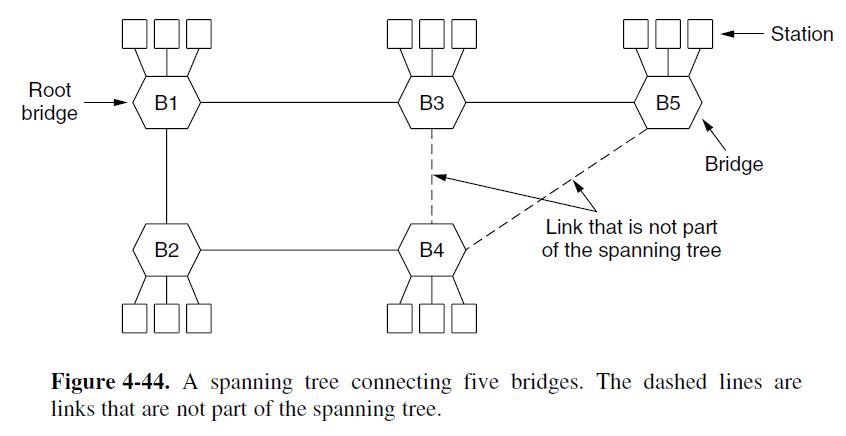 Station
Root
bridge
B1
B3
B5
Bridge
Link that is not part
of the spanning tree
B2
B4
Figure 4-44. A spanning tree connecting five bridges. The dashed lines are
links that are not part of the spanning tree.